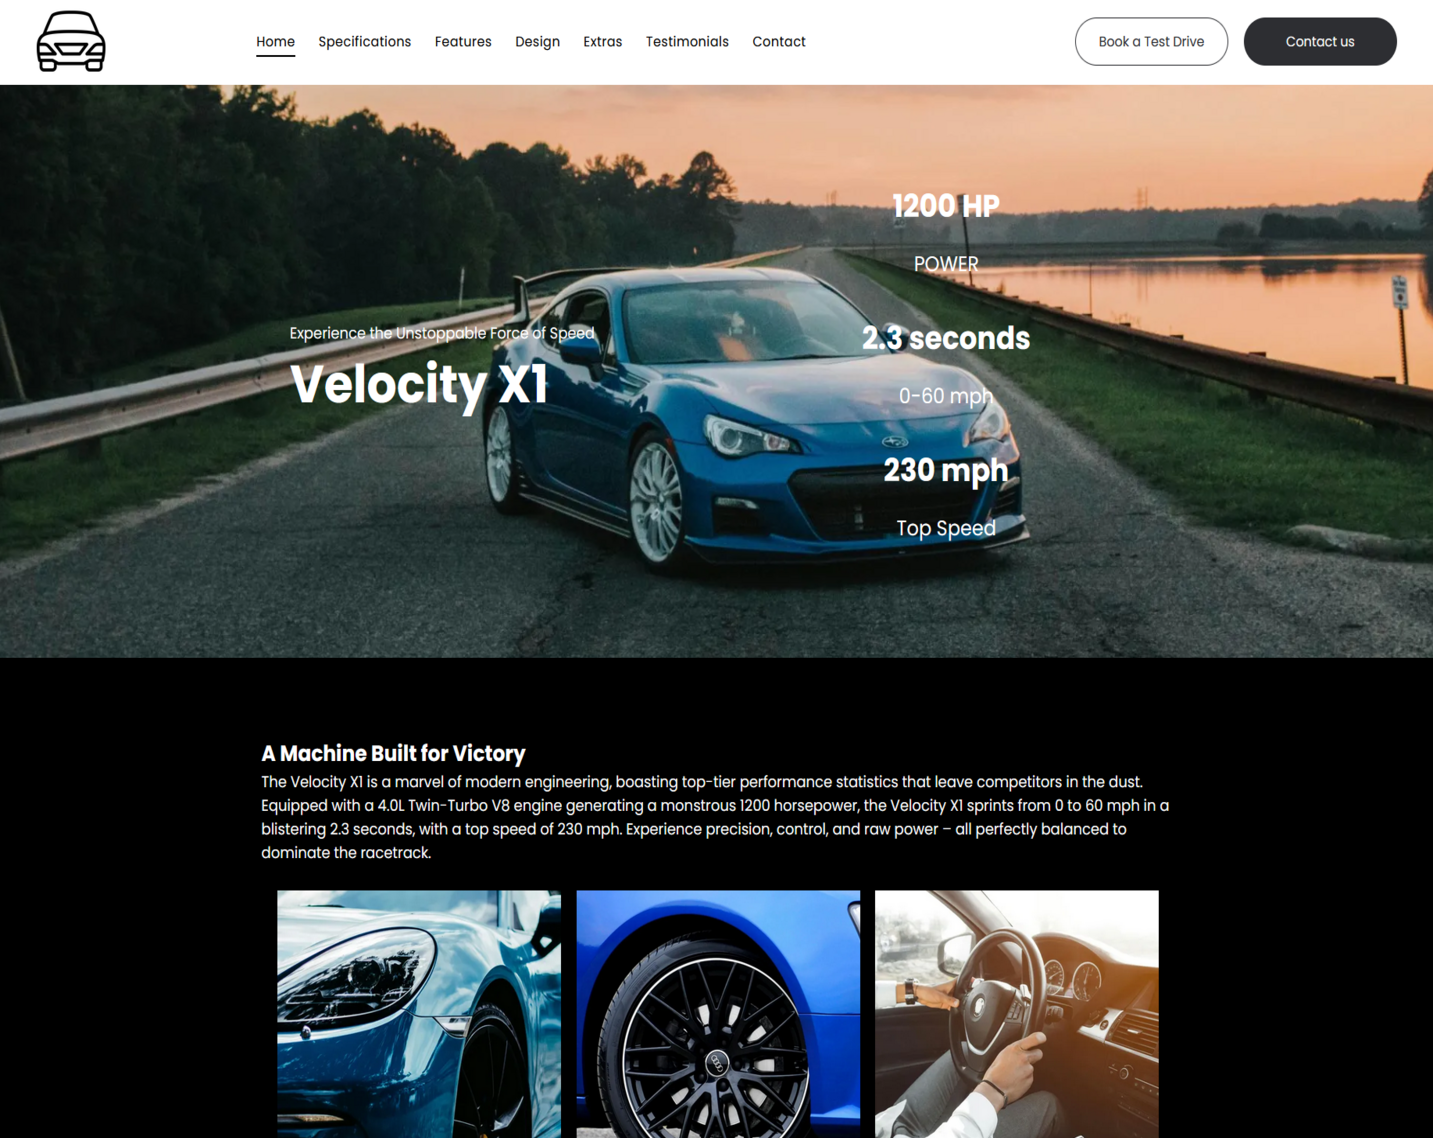 Home Specifications Features Design Extras Testimonials Contact Book a Test Drive Contact us
1200 HP
POWER
Experience the Unstoppable Force of Speed
Velocity X1
2.3 seconds
0-60 mph
230 mph
Top Speed
A Machine Built for Victory
The Velocity X1 is a marvel of modern engineering, boasting top-tier performance statistics that leave competitors in the dust.
Equipped with a 4.0L Twin-Turbo V8 engine generating a monstrous 1200 horsepower, the Velocity X1 sprints from 0 to 60 mph in a
blistering 2.3 seconds, with a top speed of 230 mph. Experience precision, control, and raw power – all perfectly balanced to
dominate the racetrack.